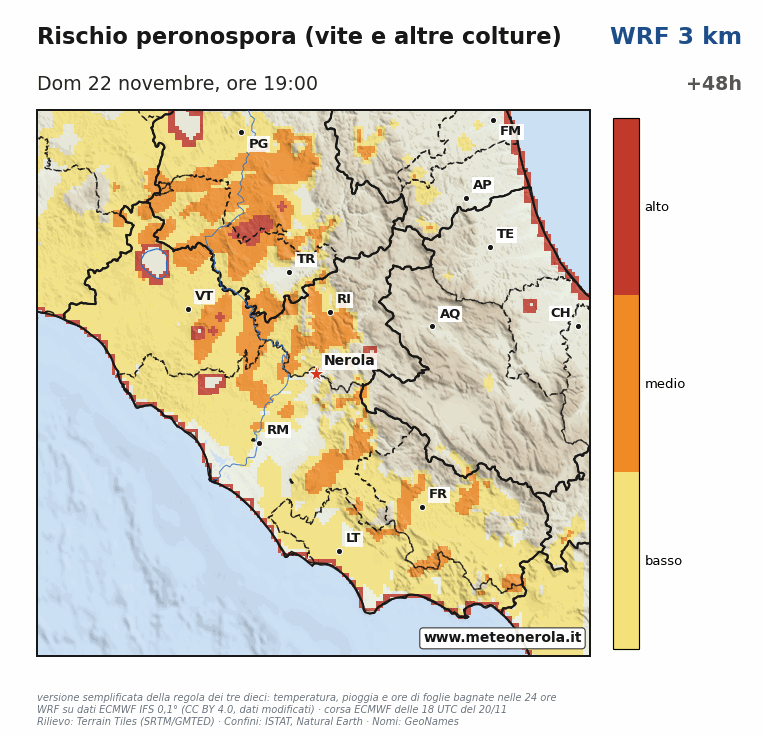 Rischio peronospora (vite e altre colture)
WRF 3 km
Dom 22 novembre, ore 19:00
+48h
FM
PG
AP
TE
TR
VT
RI
AQ
CH
Nerola
RM
FR
LT
www.meteonerola.it
alto
medio
basso
versione semplificata della regola dei tre dieci: temperatura, pioggia e ore di foglie bagnate nelle 24 ore
WRF su dati ECMWF IFS 0,1° (CC BY 4.0, dati modificati) · corsa ECMWF delle 18 UTC del 20/11
Rilievo: Terrain Tiles (SRTM/GMTED) · Confini: ISTAT, Natural Earth · Nomi: GeoNames